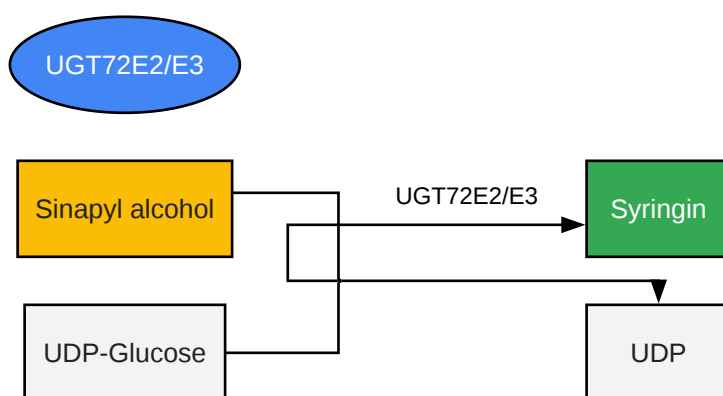 UGT72E2/E3
Sinapyl alcohol
UGT72E2/E3
Syringin
UDP-Glucose
UDP